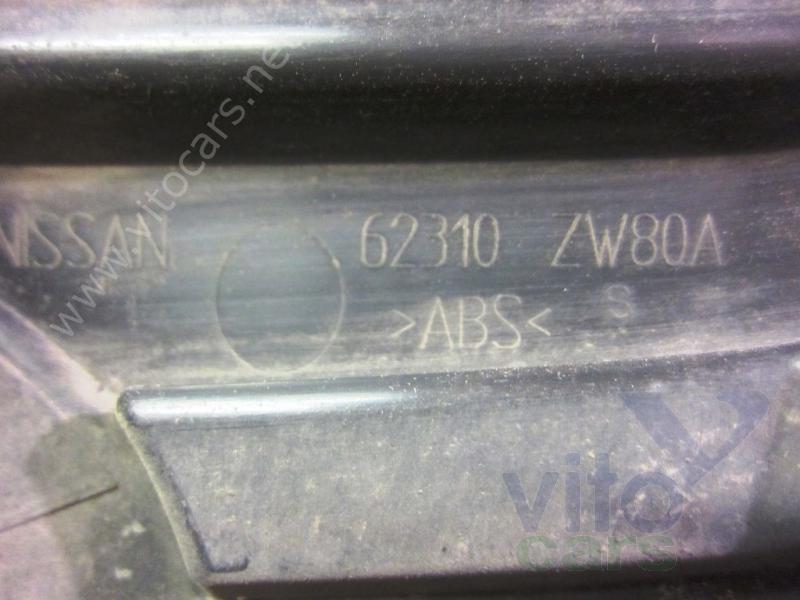 www.vitocars.net
NISSAN 62310 ZW80A
>ABS< S
vito
cars